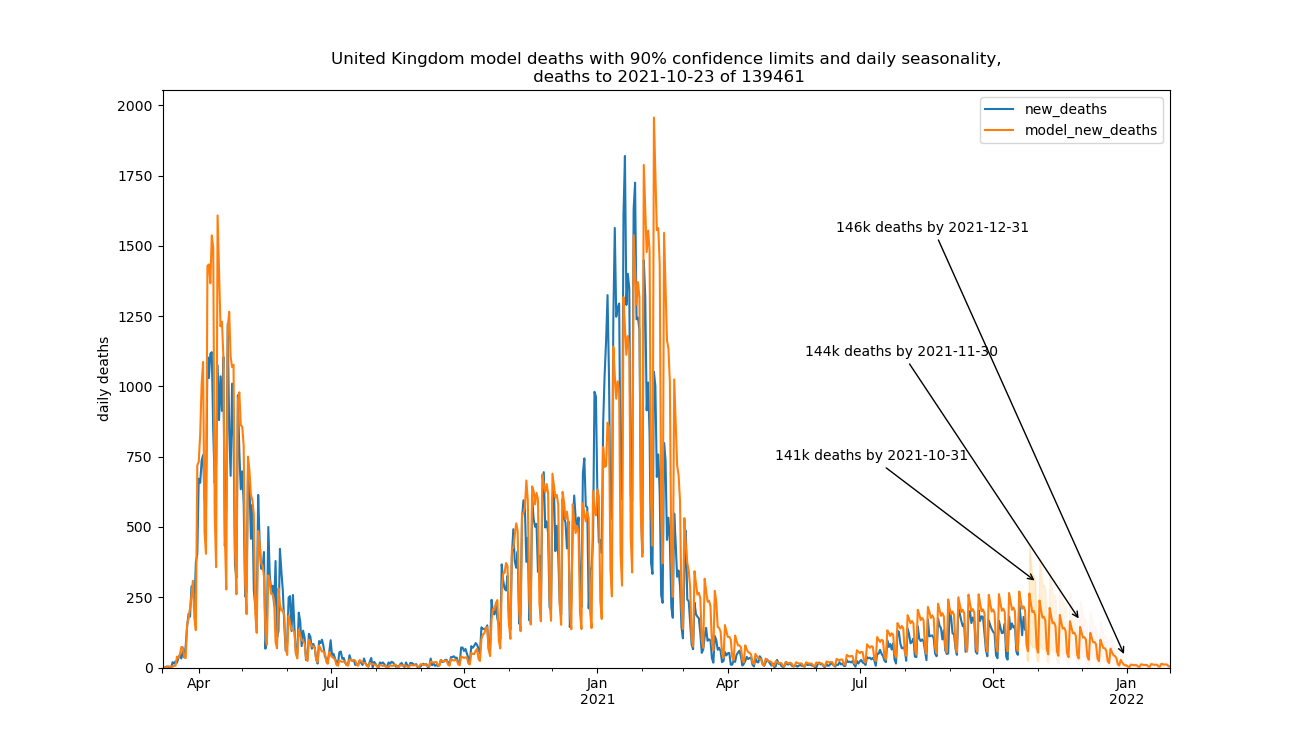 United Kingdom model deaths with 90% confidence limits and daily seasonality,
deaths to 2021-10-23 of 139461
2000
1750
1500
1250
1000
750
500
250
0
daily deaths
new_deaths
model_new_deaths
146k deaths by 2021-12-31
144k deaths by 2021-11-30
141k deaths by 2021-10-31
Apr
Jul
Oct
Jan
2021
Apr
Jul
Oct
Jan
2022